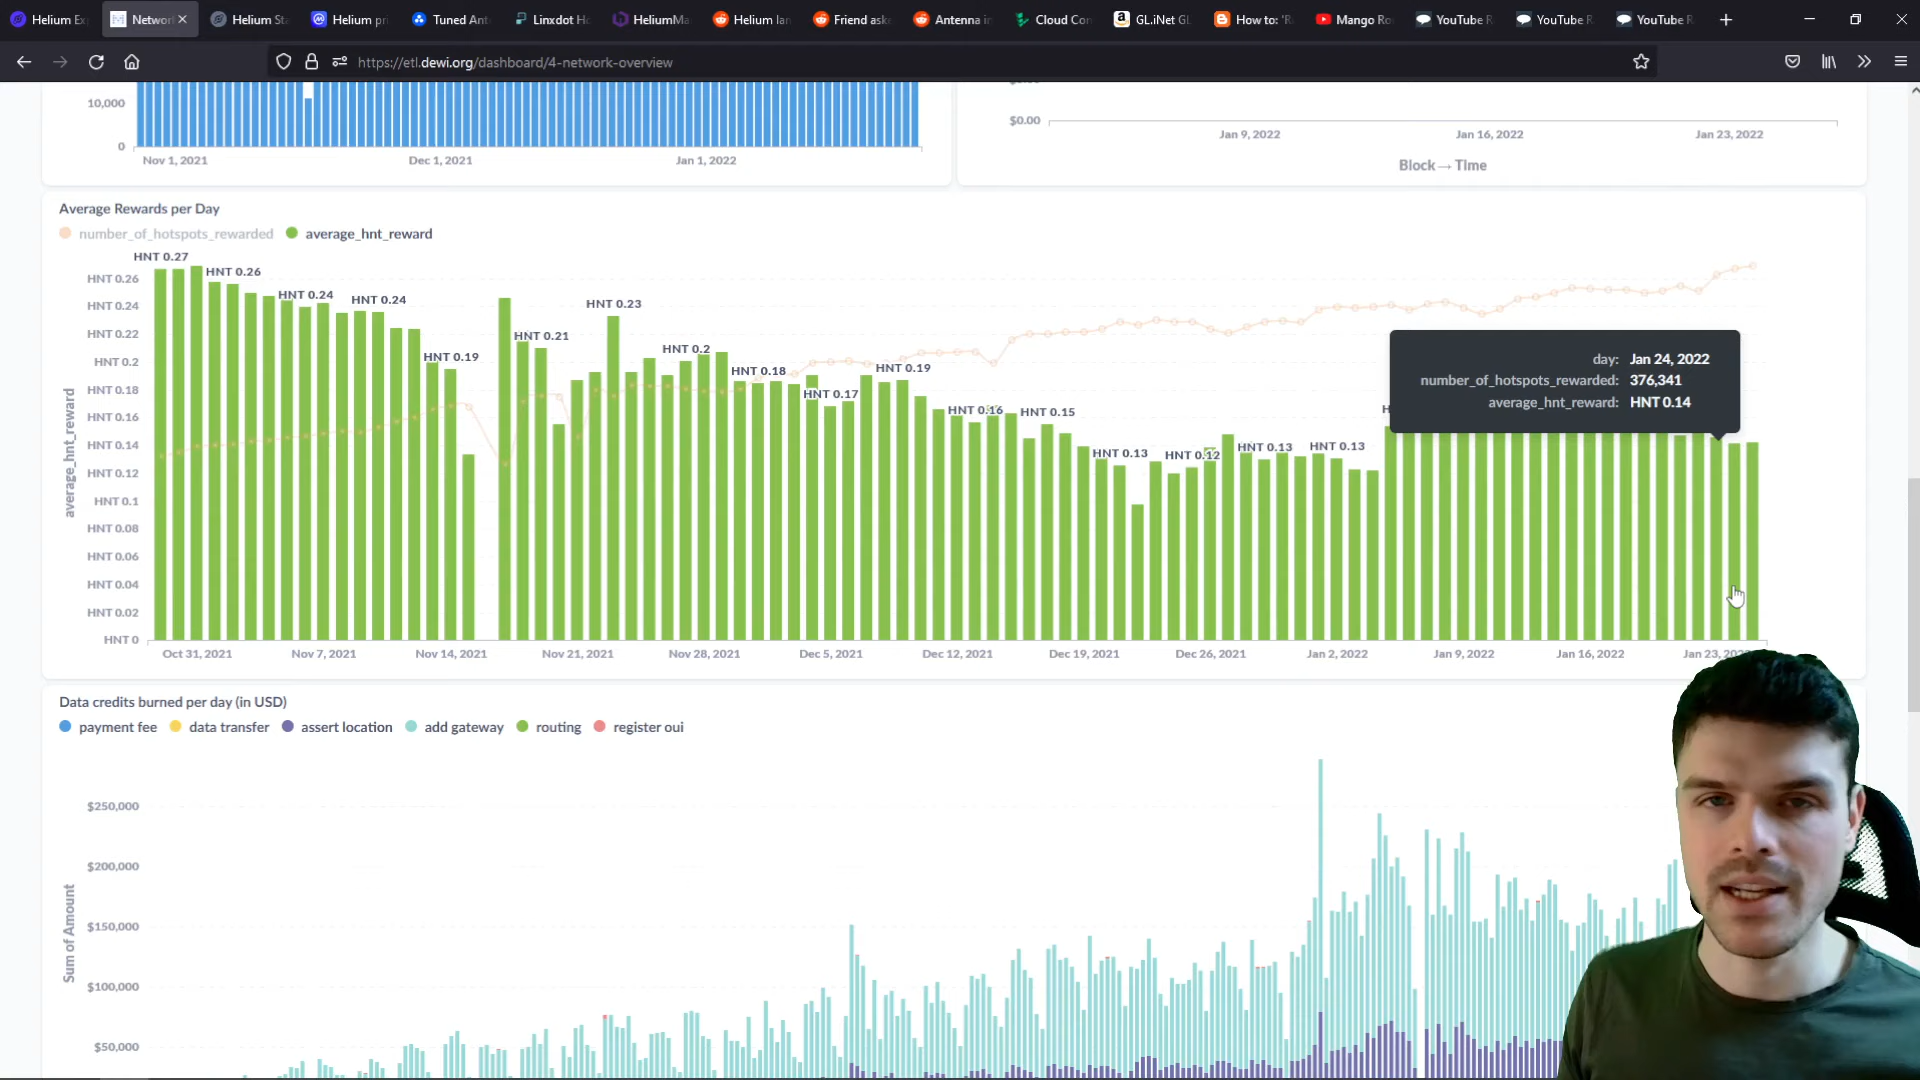 Helium Ex
Networ
Helium Sta
Helium pri
Tuned Ant
Linxdot Ho
HeliumMa
Helium lan
Friend aske
Antenna in
Cloud Con
GL.iNet GL
How to: 'R
Mango Ro
YouTube R
YouTube R
YouTube R
https://etl.dewi.org/dashboard/4-network-overview
10,000
0
Nov 1, 2021
Dec 1, 2021
Jan 1, 2022
$0.00
Jan 9, 2022
Jan 16, 2022
Jan 23, 2022
Block → Time
Average Rewards per Day
number_of_hotspots_rewarded
average_hnt_reward
average_hnt_reward
HNT 0.26
HNT 0.24
HNT 0.22
HNT 0.2
HNT 0.18
HNT 0.16
HNT 0.14
HNT 0.12
HNT 0.1
HNT 0.08
HNT 0.06
HNT 0.04
HNT 0.02
HNT 0
HNT 0.27
HNT 0.26
HNT 0.24
HNT 0.24
HNT 0.19
HNT 0.21
HNT 0.23
HNT 0.2
HNT 0.18
HNT 0.17
HNT 0.19
HNT 0.16
HNT 0.15
HNT 0.13
HNT 0.12
HNT 0.13
HNT 0.13
day: Jan 24, 2022
number_of_hotspots_rewarded: 376,341
average_hnt_reward: HNT 0.14
Oct 31, 2021
Nov 7, 2021
Nov 14, 2021
Nov 21, 2021
Nov 28, 2021
Dec 5, 2021
Dec 12, 2021
Dec 19, 2021
Dec 26, 2021
Jan 2, 2022
Jan 9, 2022
Jan 16, 2022
Jan 23, 2022
Data credits burned per day (in USD)
payment fee
data transfer
assert location
add gateway
routing
register oui
Sum of Amount
$250,000
$200,000
$150,000
$100,000
$50,000